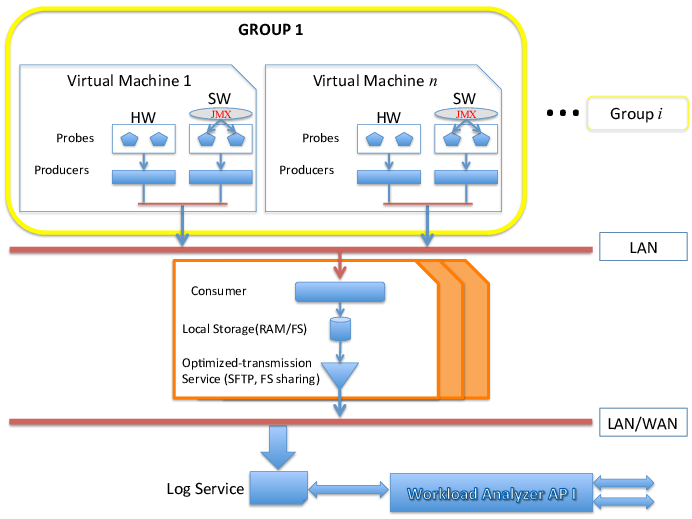 GROUP 1
Virtual Machine 1
Virtual Machine n
SW
SW
JMX
JMX
HW
HW
Group i
Probes
Probes
Producers
Producers
LAN
Consumer
Local Storage(RAM/FS)
Optimized-transmission
Service (SFTP, FS sharing)
LAN/WAN
Log Service
Workload Analyzer AP I